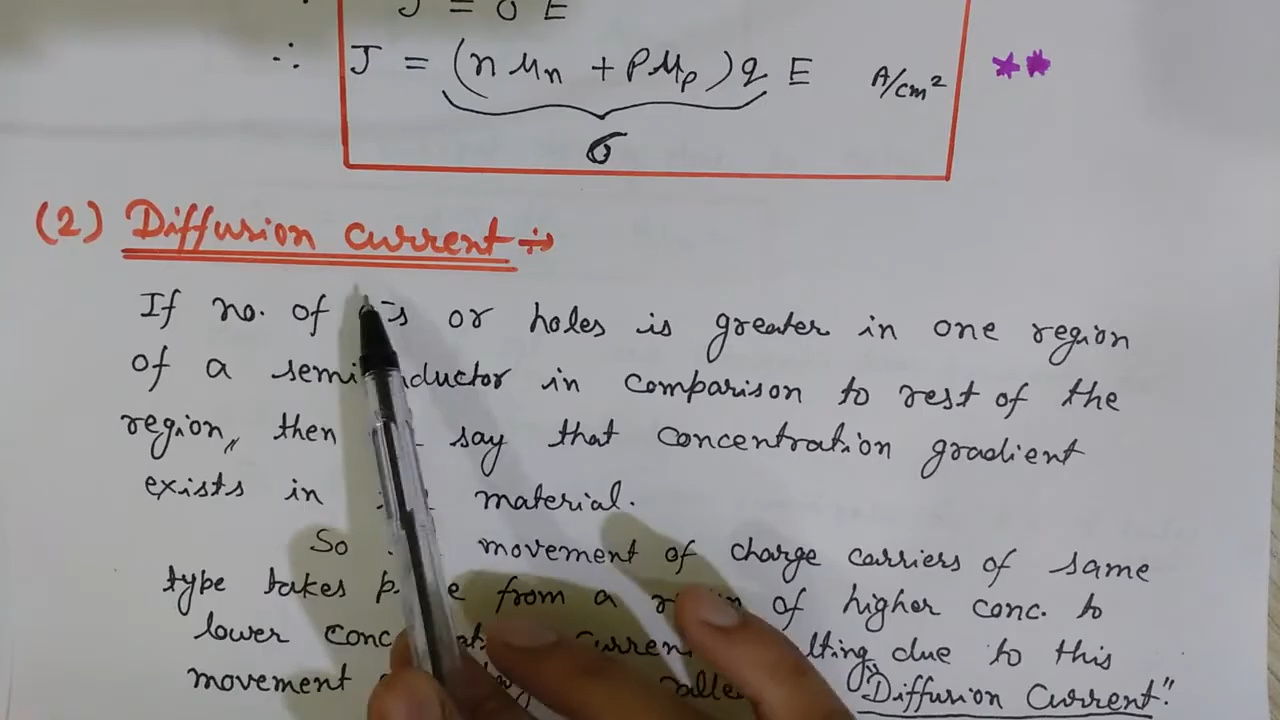 J = σ E
∴ J = (n μn + p μp) q E A/cm² **
σ
(2) Diffusion current :→
If no. of e⁻s or holes is greater in one region
of a semi ductor in comparison to rest of the
region,, then say that concentration gradient
exists in material.
So movement of charge carriers of same
type takes from a of higher conc. to
lower conc due to this
movement "Diffusion Current".